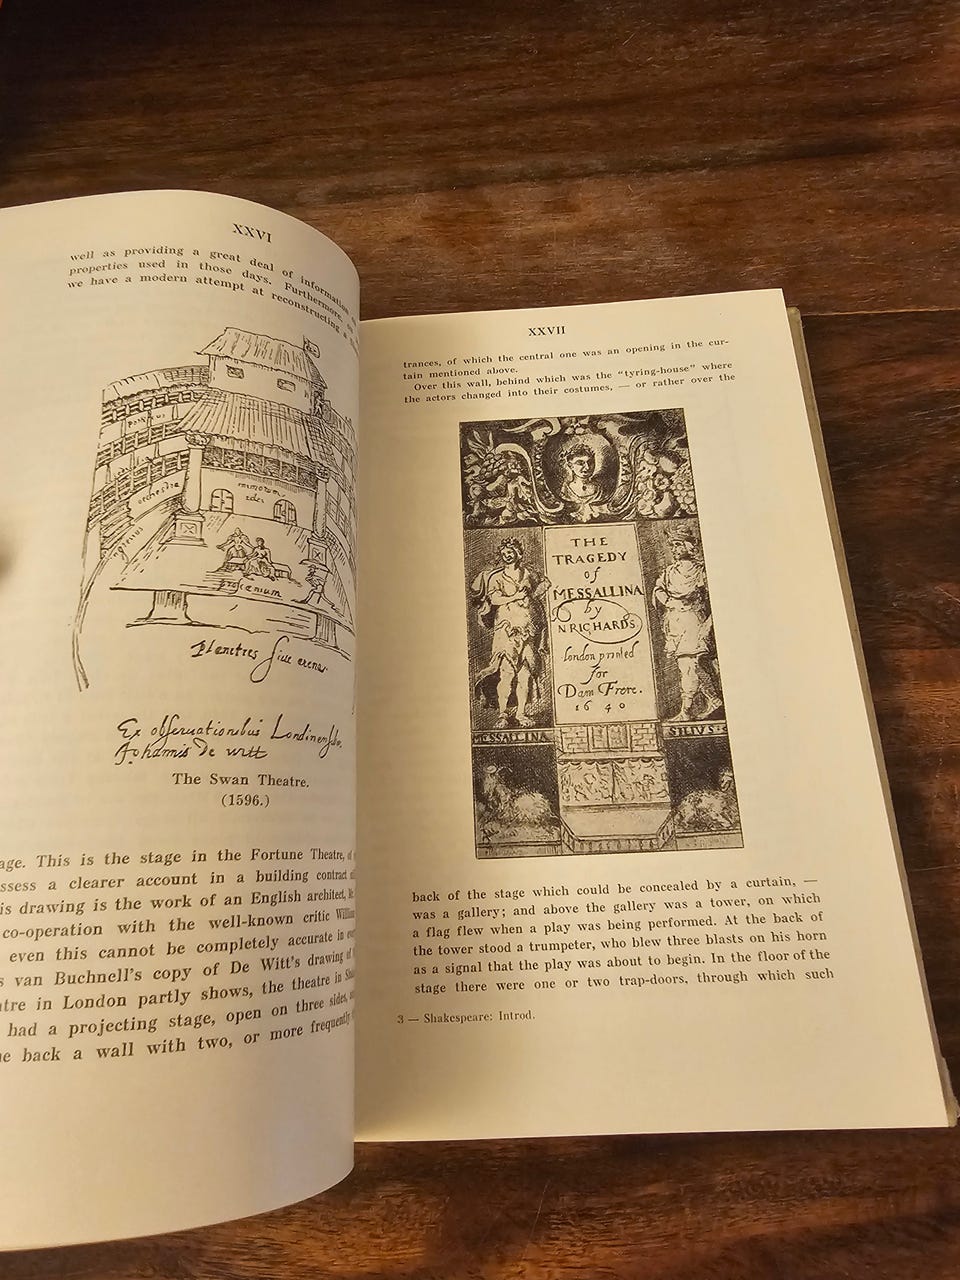 XXVI
well as providing a great deal of information on
properties used in those days. Furthermore, on
we have a modern attempt at reconstructing a
orchestra
mimorum
ædes
proscænium
Planities siue arena.
Ex obseruationibus Londinensibus
Johannis De witt
The Swan Theatre.
(1596.)
age. This is the stage in the Fortune Theatre, of
ssess a clearer account in a building contract
is drawing is the work of an English architect,
co-operation with the well-known critic William
even this cannot be completely accurate in
s van Buchnell's copy of De Witt's drawing of
tre in London partly shows, the theatre in
had a projecting stage, open on three sides,
e back a wall with two, or more frequently
XXVII
trances, of which the central one was an opening in the cur-
tain mentioned above.
Over this wall, behind which was the "tyring-house" where
the actors changed into their costumes, — or rather over the
THE
TRAGEDY
of
MESSALLINA
by
N RICHARDS
London printed
for
Dan Frere.
1640
MESSALLINA
SILIUS
back of the stage which could be concealed by a curtain, —
was a gallery; and above the gallery was a tower, on which
a flag flew when a play was being performed. At the back of
the tower stood a trumpeter, who blew three blasts on his horn
as a signal that the play was about to begin. In the floor of the
stage there were one or two trap-doors, through which such
3 — Shakespeare: Introd.